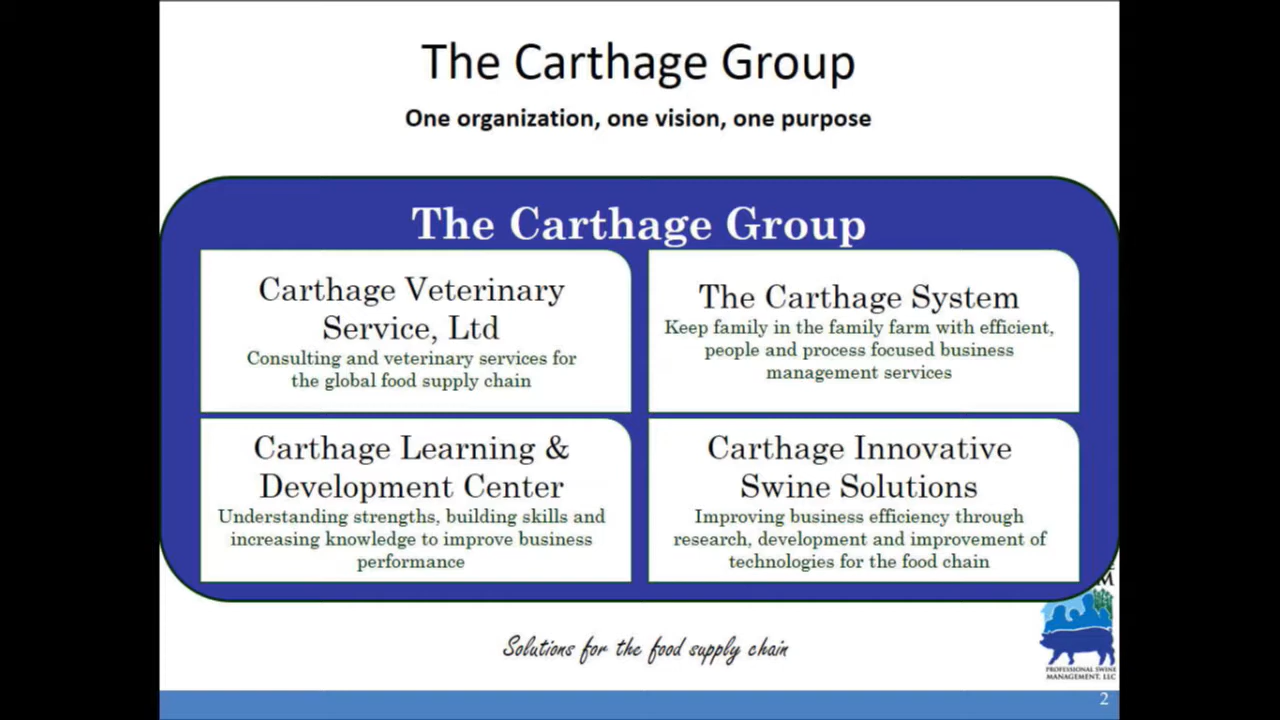 The Carthage Group
One organization, one vision, one purpose
The Carthage Group
Carthage Veterinary
Service, Ltd
Consulting and veterinary services for
the global food supply chain
The Carthage System
Keep family in the family farm with efficient,
people and process focused business
management services
Carthage Learning &
Development Center
Understanding strengths, building skills and
increasing knowledge to improve business
performance
Carthage Innovative
Swine Solutions
Improving business efficiency through
research, development and improvement of
technologies for the food chain
Solutions for the food supply chain
PROFESSIONAL SWINE
MANAGEMENT, LLC
2